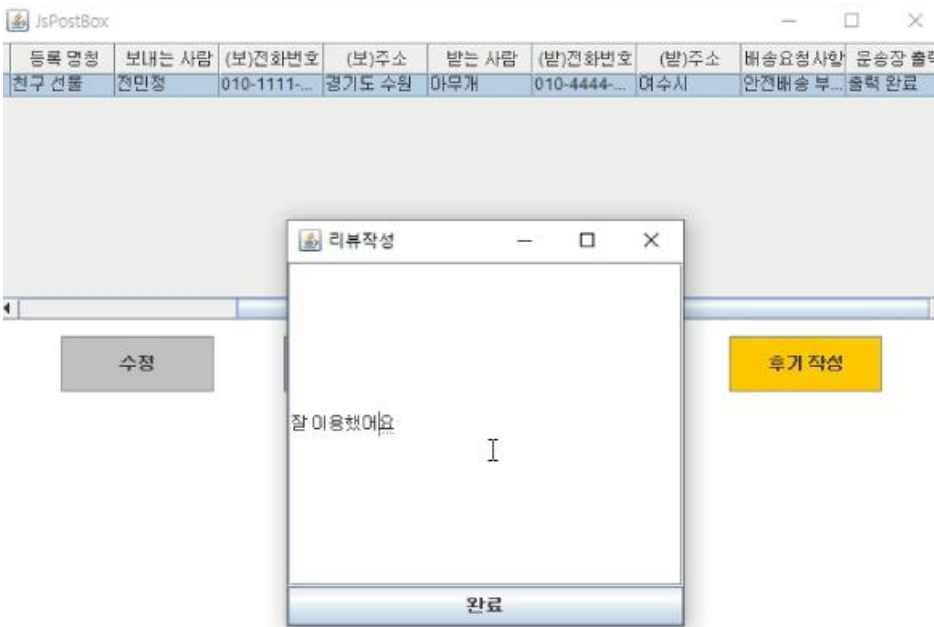 JsPostBox
등록 명칭 보내는 사람 (보)전화번호 (보)주소 받는 사람 (받)전화번호 (받)주소 배송요청사항 운송장 출력
친구 선물 전민정 010-1111-... 경기도 수원 아무개 010-4444-... 여수시 안전배송 부... 출력 완료
리뷰작성
수정
후기 작성
잘 이용했어요
완료